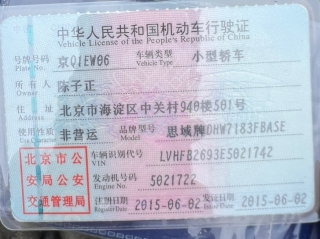 中华人民共和国机动车行驶证
Vehicle License of the People's Republic of China
号牌号码 京Q1EW06 车辆类型 小型轿车
Plate No. Vehicle Type
所有人 陈子正
Owner
住址 北京市海淀区中关村940楼501号
Address
使用性质 非营运 品牌型号 思域牌DHW7183FBASE
北京市公安局公安交通管理局
车辆识别代号 LVHFB2693E5021742
VIN
发动机号码 5021722
Engine No.
注册日期 2015-06-02 发证日期 2015-06-02